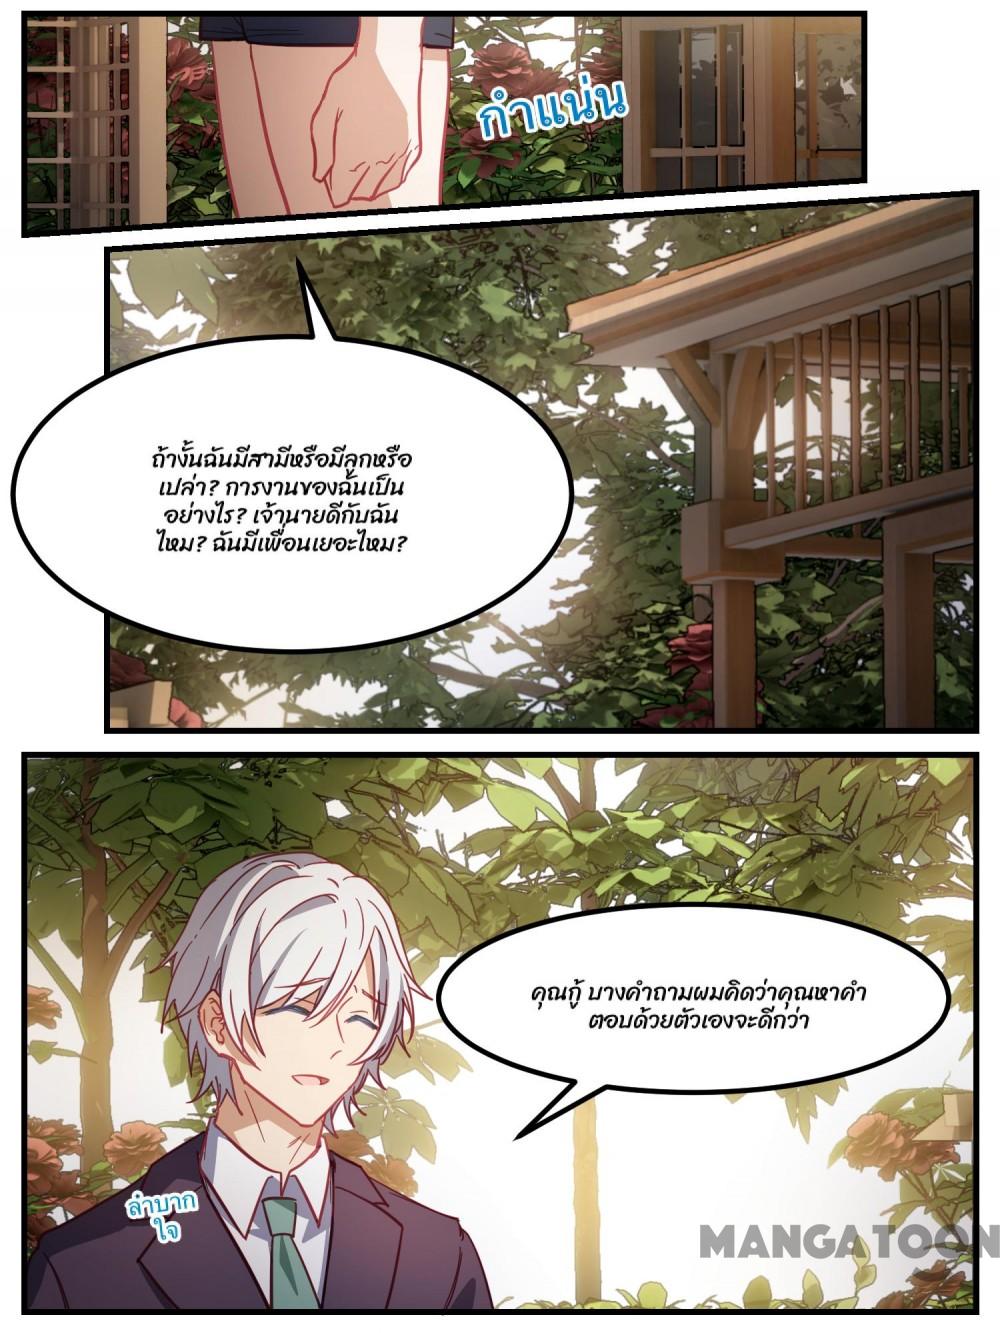 กำแน่น
ถ้างั้นฉันมีสามีหรือมีลูกหรือ
เปล่า? การงานของฉันเป็น
อย่างไร? เจ้านายดีกับฉัน
ไหม? ฉันมีเพื่อนเยอะไหม?
คุณกู้ บางคำถามผมคิดว่าคุณหาคำ
ตอบด้วยตัวเองจะดีกว่า
ลำบาก
ใจ
MANGATOON